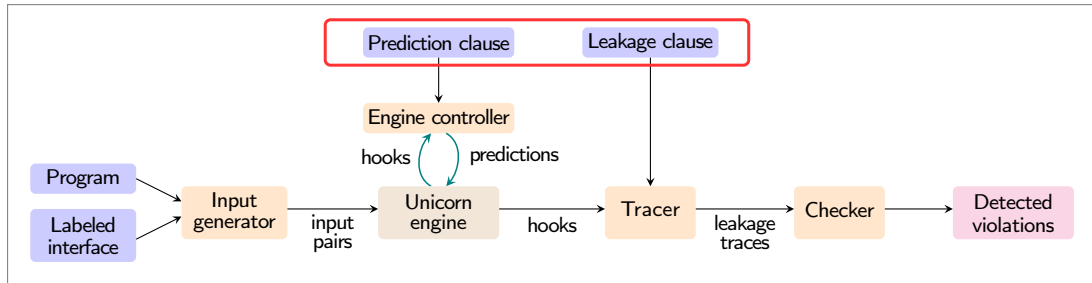 Prediction clause
Leakage clause
Engine controller
hooks
predictions
Program
Labeled
interface
Input
generator
input
pairs
Unicorn
engine
hooks
Tracer
leakage
traces
Checker
Detected
violations